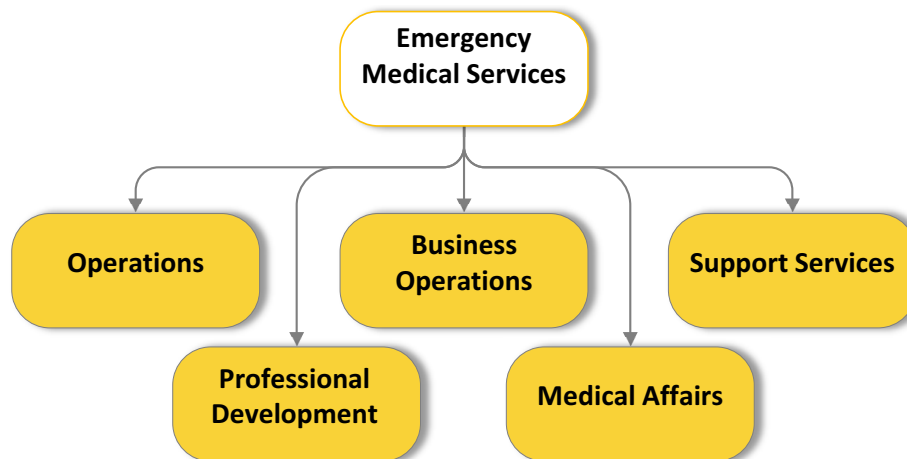 Emergency
Medical Services
Operations
Business
Operations
Support Services
Professional
Development
Medical Affairs